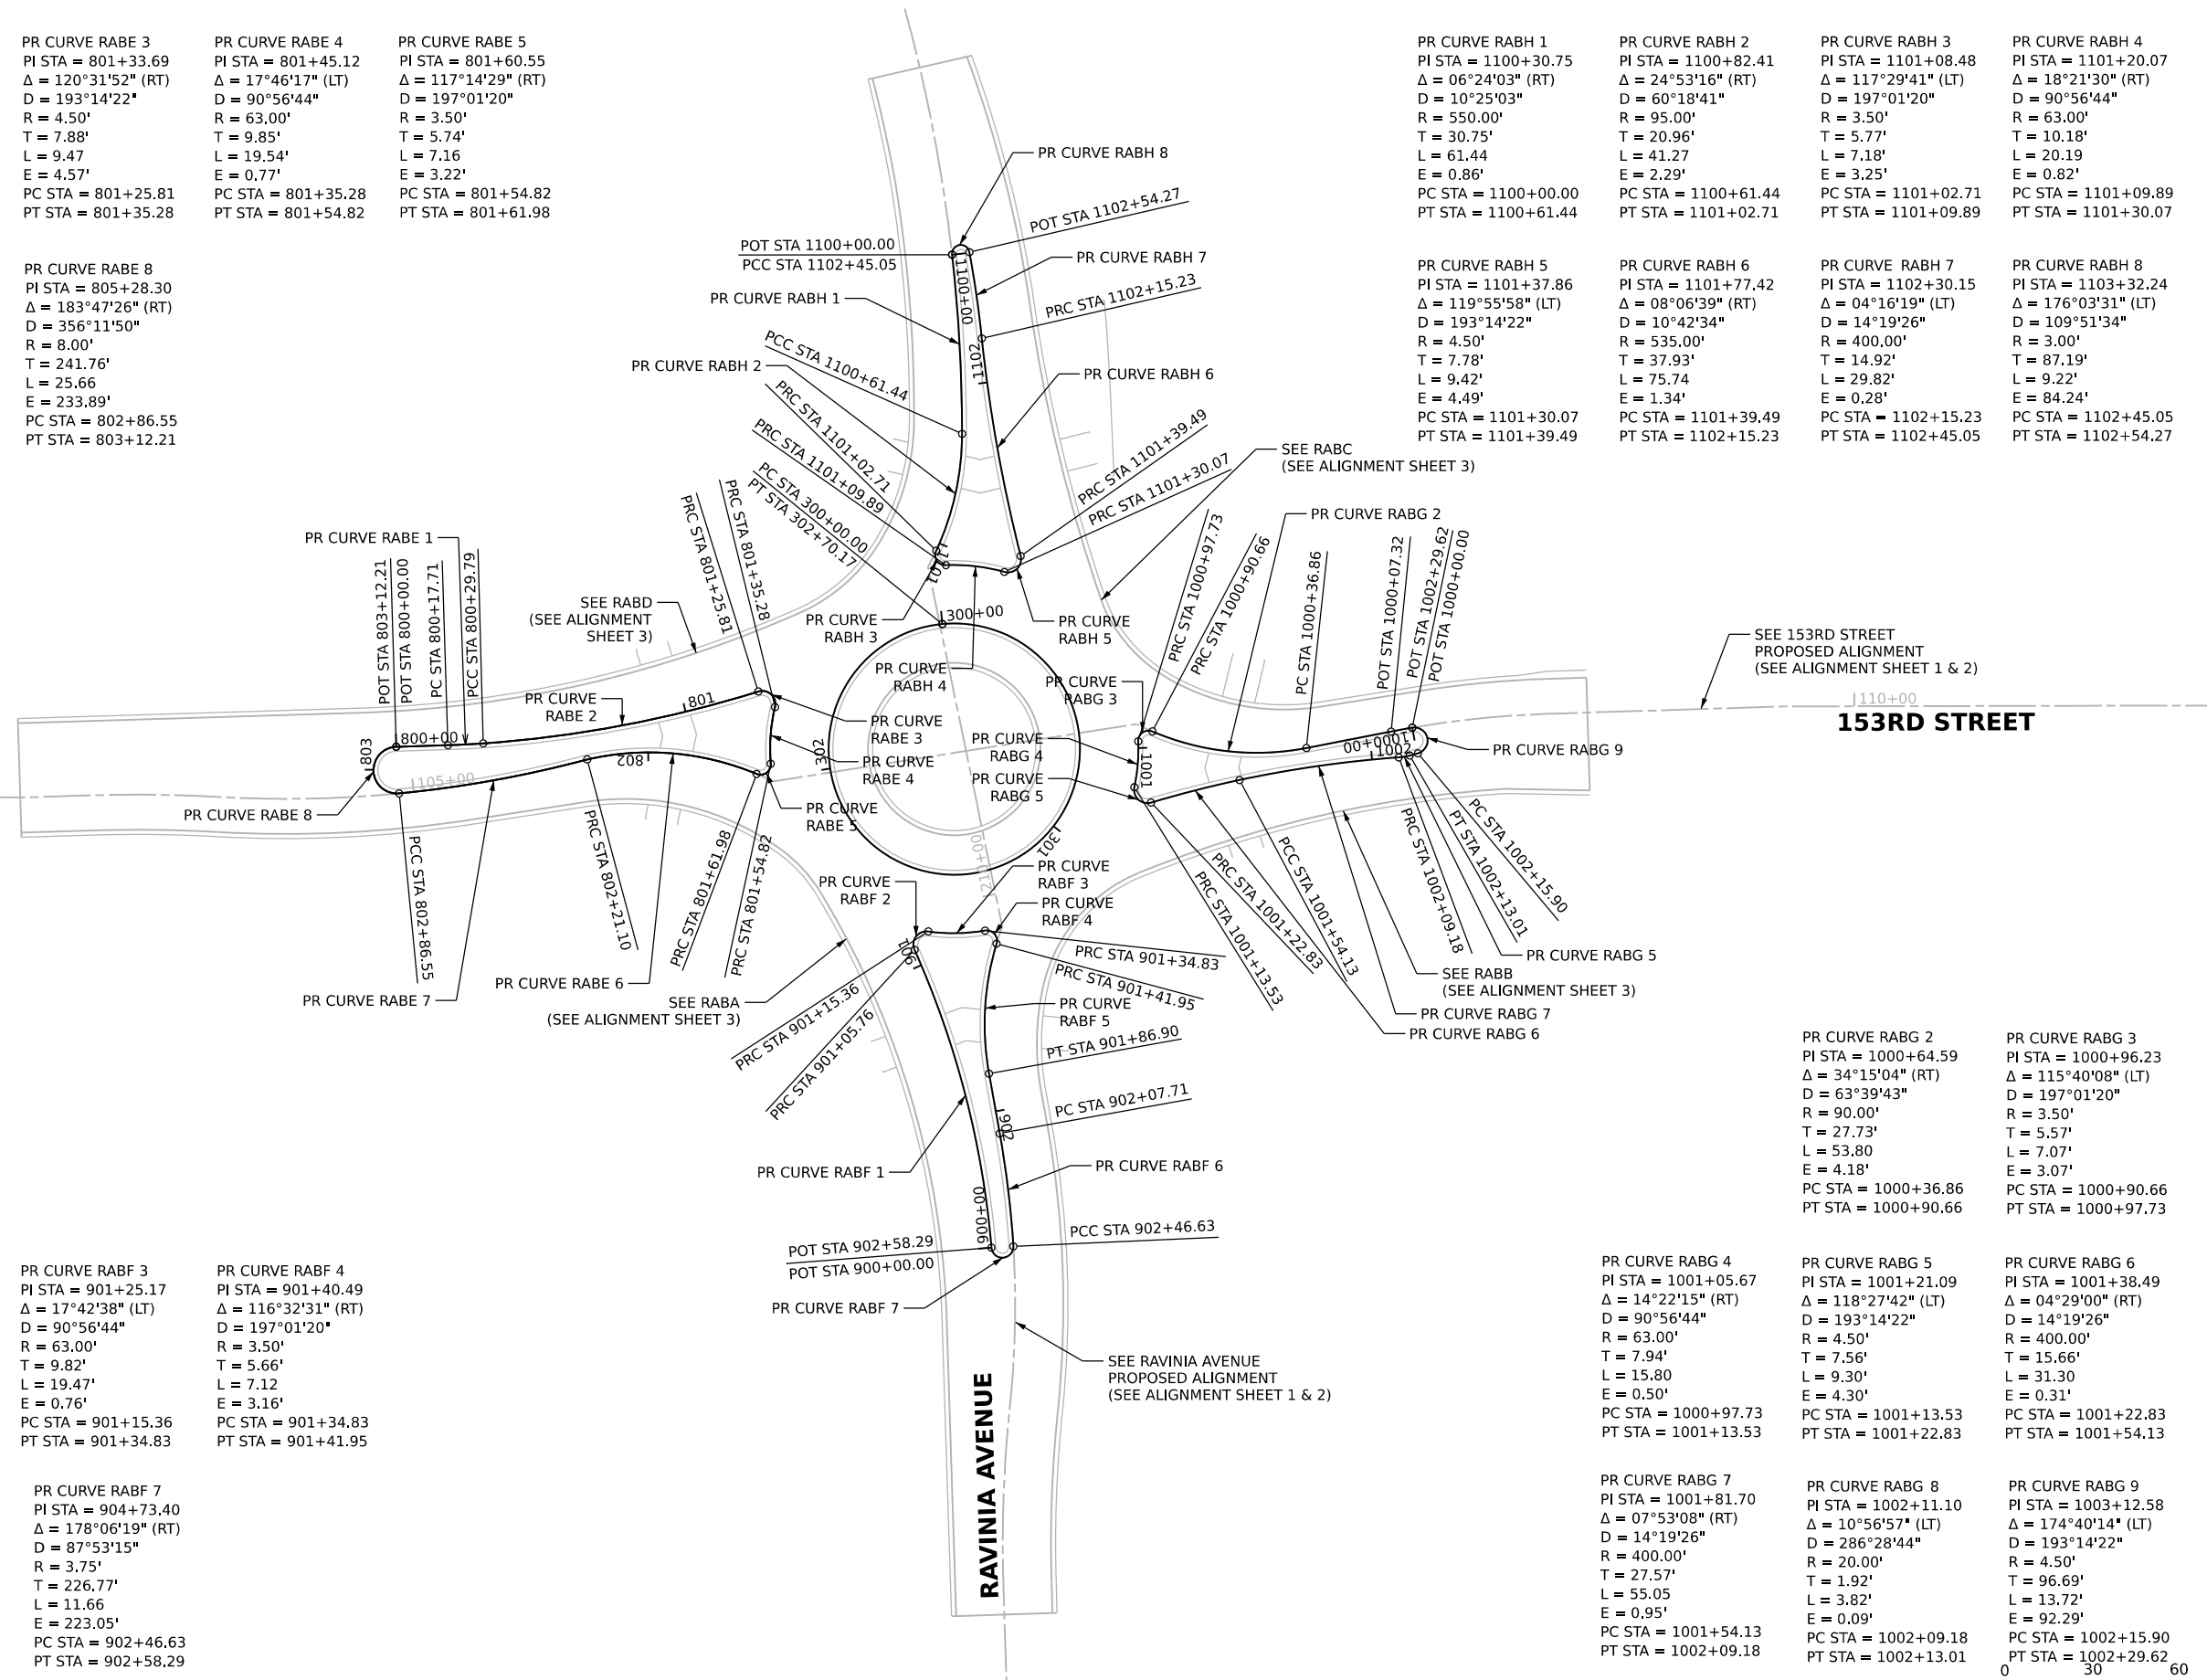 PR CURVE RABE 3
PI STA = 801+33.69
Δ = 120°31'52" (RT)
D = 193°14'22"
R = 4.50'
T = 7.88'
L = 9.47
E = 4.57'
PC STA = 801+25.81
PT STA = 801+35.28
PR CURVE RABE 4
PI STA = 801+45.12
Δ = 17°46'17" (LT)
D = 90°56'44"
R = 63.00'
T = 9.85'
L = 19.54'
E = 0.77'
PC STA = 801+35.28
PT STA = 801+54.82
PR CURVE RABE 5
PI STA = 801+60.55
Δ = 117°14'29" (RT)
D = 197°01'20"
R = 3.50'
T = 5.74'
L = 7.16
E = 3.22'
PC STA = 801+54.82
PT STA = 801+61.98
PR CURVE RABE 8
PI STA = 805+28.30
Δ = 183°47'26" (RT)
D = 356°11'50"
R = 8.00'
T = 241.76'
L = 25.66
E = 233.89'
PC STA = 802+86.55
PT STA = 803+12.21
PR CURVE RABH 1
PI STA = 1100+30.75
Δ = 06°24'03" (RT)
D = 10°25'03"
R = 550.00'
T = 30.75'
L = 61.44
E = 0.86'
PC STA = 1100+00.00
PT STA = 1100+61.44
PR CURVE RABH 2
PI STA = 1100+82.41
Δ = 24°53'16" (RT)
D = 60°18'41"
R = 95.00'
T = 20.96'
L = 41.27
E = 2.29'
PC STA = 1100+61.44
PT STA = 1101+02.71
PR CURVE RABH 3
PI STA = 1101+08.48
Δ = 117°29'41" (LT)
D = 197°01'20"
R = 3.50'
T = 5.77'
L = 7.18'
E = 3.25'
PC STA = 1101+02.71
PT STA = 1101+09.89
PR CURVE RABH 4
PI STA = 1101+20.07
Δ = 18°21'30" (RT)
D = 90°56'44"
R = 63.00'
T = 10.18'
L = 20.19
E = 0.82'
PC STA = 1101+09.89
PT STA = 1101+30.07
PR CURVE RABH 5
PI STA = 1101+37.86
Δ = 119°55'58" (LT)
D = 193°14'22"
R = 4.50'
T = 7.78'
L = 9.42'
E = 4.49'
PC STA = 1101+30.07
PT STA = 1101+39.49
PR CURVE RABH 6
PI STA = 1101+77.42
Δ = 08°06'39" (RT)
D = 10°42'34"
R = 535.00'
T = 37.93'
L = 75.74
E = 1.34'
PC STA = 1101+39.49
PT STA = 1102+15.23
PR CURVE RABH 7
PI STA = 1102+30.15
Δ = 04°16'19" (LT)
D = 14°19'26"
R = 400.00'
T = 14.92'
L = 29.82'
E = 0.28'
PC STA = 1102+15.23
PT STA = 1102+45.05
PR CURVE RABH 8
PI STA = 1103+32.24
Δ = 176°03'31" (LT)
D = 109°51'34"
R = 3.00'
T = 87.19'
L = 9.22'
E = 84.24'
PC STA = 1102+45.05
PT STA = 1102+54.27
PR CURVE RABH 8
POT STA 1102+54.27
POT STA 1100+00.00
PCC STA 1102+45.05
PR CURVE RABH 7
PR CURVE RABH 1
1100+00
PRC STA 1102+15.23
PCC STA 1100+61.44
1102
PR CURVE RABH 2
PR CURVE RABH 6
PRC STA 1101+02.71
PRC STA 1101+09.89
PRC STA 1101+39.49
PRC STA 1101+30.07
PC STA 300+00.00
PT STA 302+70.17
SEE RABC
(SEE ALIGNMENT SHEET 3)
1101
PR CURVE
RABH 3
300+00
PR CURVE
RABH 5
PR CURVE
RABH 4
PR CURVE RABE 1
POT STA 803+12.21
POT STA 800+00.00
PC STA 800+17.71
PCC STA 800+29.79
SEE RABD
(SEE ALIGNMENT
SHEET 3)
PRC STA 801+25.81
PRC STA 801+35.28
PR CURVE
RABE 2
801
800+00
803
105+00
802
PR CURVE RABE 8
PR CURVE
RABE 3
302
PR CURVE
RABE 4
PR CURVE
RABE 5
PCC STA 802+86.55
PRC STA 802+21.10
PRC STA 801+61.98
PRC STA 801+54.82
PR CURVE RABE 7
PR CURVE RABE 6
PR CURVE RABG 2
PRC STA 1000+97.73
PRC STA 1000+90.66
PC STA 1000+36.86
POT STA 1000+07.32
POT STA 1002+29.62
POT STA 1000+00.00
PR CURVE
RABG 3
PR CURVE
RABG 4
PR CURVE
RABG 5
1001
1000+00
1002
PR CURVE RABG 9
SEE 153RD STREET
PROPOSED ALIGNMENT
(SEE ALIGNMENT SHEET 1 & 2)
110+00
153RD STREET
301
210+00
PRC STA 1001+13.53
PRC STA 1001+22.83
PCC STA 1001+54.13
PRC STA 1002+09.18
PT STA 1002+13.01
PC STA 1002+15.90
PR CURVE RABG 5
SEE RABB
(SEE ALIGNMENT SHEET 3)
PR CURVE RABG 7
PR CURVE RABG 6
PR CURVE
RABF 2
PR CURVE
RABF 3
PR CURVE
RABF 4
901
PRC STA 901+34.83
PRC STA 901+41.95
SEE RABA
(SEE ALIGNMENT SHEET 3)
PRC STA 901+15.36
PRC STA 901+05.76
PR CURVE
RABF 5
PT STA 901+86.90
PC STA 902+07.71
902
PR CURVE RABF 1
PR CURVE RABF 6
900+00
PCC STA 902+46.63
POT STA 902+58.29
POT STA 900+00.00
PR CURVE RABF 7
SEE RAVINIA AVENUE
PROPOSED ALIGNMENT
(SEE ALIGNMENT SHEET 1 & 2)
RAVINIA AVENUE
PR CURVE RABF 3
PI STA = 901+25.17
Δ = 17°42'38" (LT)
D = 90°56'44"
R = 63.00'
T = 9.82'
L = 19.47'
E = 0.76'
PC STA = 901+15.36
PT STA = 901+34.83
PR CURVE RABF 4
PI STA = 901+40.49
Δ = 116°32'31" (RT)
D = 197°01'20"
R = 3.50'
T = 5.66'
L = 7.12
E = 3.16'
PC STA = 901+34.83
PT STA = 901+41.95
PR CURVE RABF 7
PI STA = 904+73.40
Δ = 178°06'19" (RT)
D = 87°53'15"
R = 3.75'
T = 226.77'
L = 11.66
E = 223.05'
PC STA = 902+46.63
PT STA = 902+58.29
PR CURVE RABG 2
PI STA = 1000+64.59
Δ = 34°15'04" (RT)
D = 63°39'43"
R = 90.00'
T = 27.73'
L = 53.80
E = 4.18'
PC STA = 1000+36.86
PT STA = 1000+90.66
PR CURVE RABG 3
PI STA = 1000+96.23
Δ = 115°40'08" (LT)
D = 197°01'20"
R = 3.50'
T = 5.57'
L = 7.07'
E = 3.07'
PC STA = 1000+90.66
PT STA = 1000+97.73
PR CURVE RABG 4
PI STA = 1001+05.67
Δ = 14°22'15" (RT)
D = 90°56'44"
R = 63.00'
T = 7.94'
L = 15.80
E = 0.50'
PC STA = 1000+97.73
PT STA = 1001+13.53
PR CURVE RABG 5
PI STA = 1001+21.09
Δ = 118°27'42" (LT)
D = 193°14'22"
R = 4.50'
T = 7.56'
L = 9.30'
E = 4.30'
PC STA = 1001+13.53
PT STA = 1001+22.83
PR CURVE RABG 6
PI STA = 1001+38.49
Δ = 04°29'00" (RT)
D = 14°19'26"
R = 400.00'
T = 15.66'
L = 31.30
E = 0.31'
PC STA = 1001+22.83
PT STA = 1001+54.13
PR CURVE RABG 7
PI STA = 1001+81.70
Δ = 07°53'08" (RT)
D = 14°19'26"
R = 400.00'
T = 27.57'
L = 55.05
E = 0.95'
PC STA = 1001+54.13
PT STA = 1002+09.18
PR CURVE RABG 8
PI STA = 1002+11.10
Δ = 10°56'57" (LT)
D = 286°28'44"
R = 20.00'
T = 1.92'
L = 3.82'
E = 0.09'
PC STA = 1002+09.18
PT STA = 1002+13.01
PR CURVE RABG 9
PI STA = 1003+12.58
Δ = 174°40'14" (LT)
D = 193°14'22"
R = 4.50'
T = 96.69'
L = 13.72'
E = 92.29'
PC STA = 1002+15.90
PT STA = 1002+29.62
0 30 60